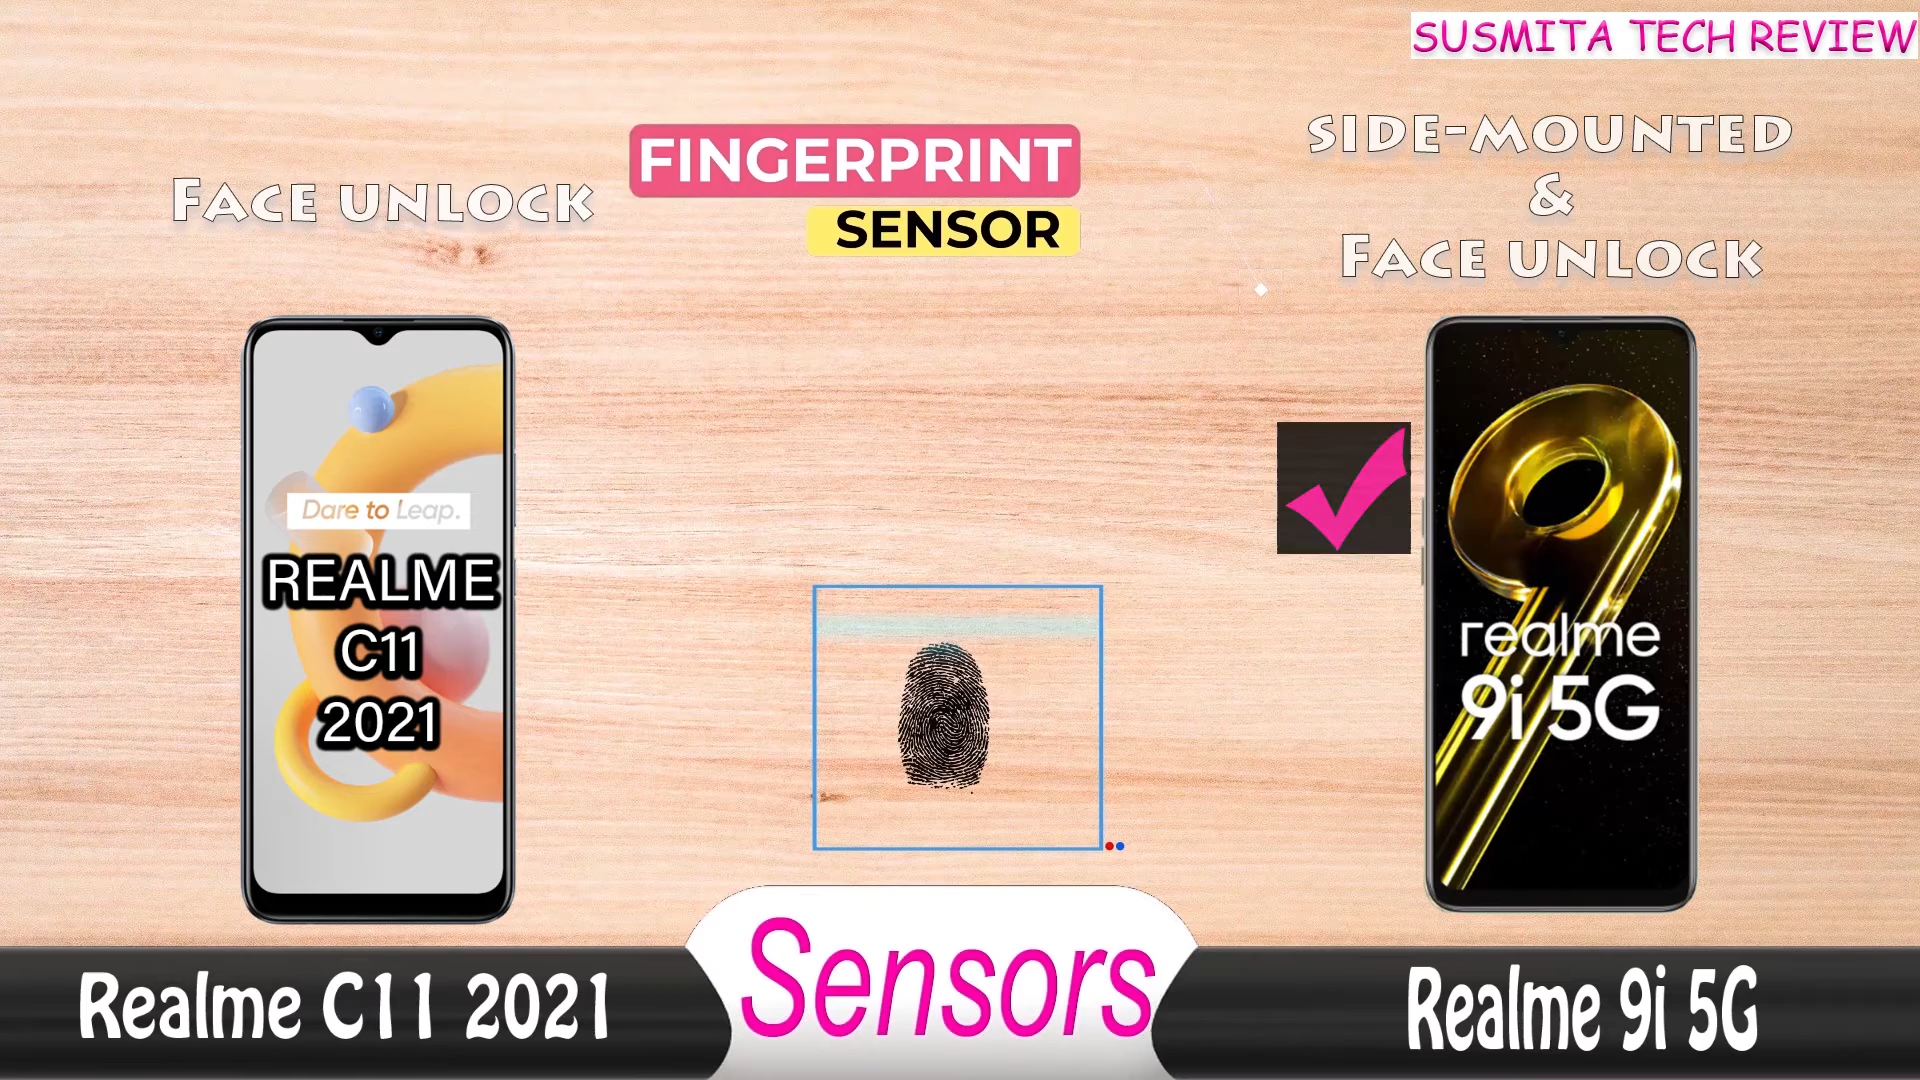 SUSMITA TECH REVIEW
FACE UNLOCK
FINGERPRINT
SENSOR
SIDE-MOUNTED
&
FACE UNLOCK
Dare to Leap.
REALME
C11
2021
realme
9i 5G
Realme C11 2021
Sensors
Realme 9i 5G